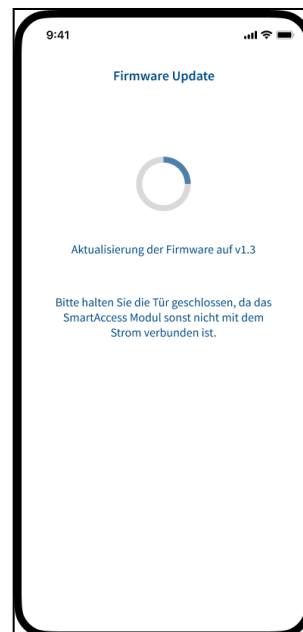 9:41
Firmware Update
Aktualisierung der Firmware auf v1.3
Bitte halten Sie die Tür geschlossen, da das
SmartAccess Modul sonst nicht mit dem
Strom verbunden ist.